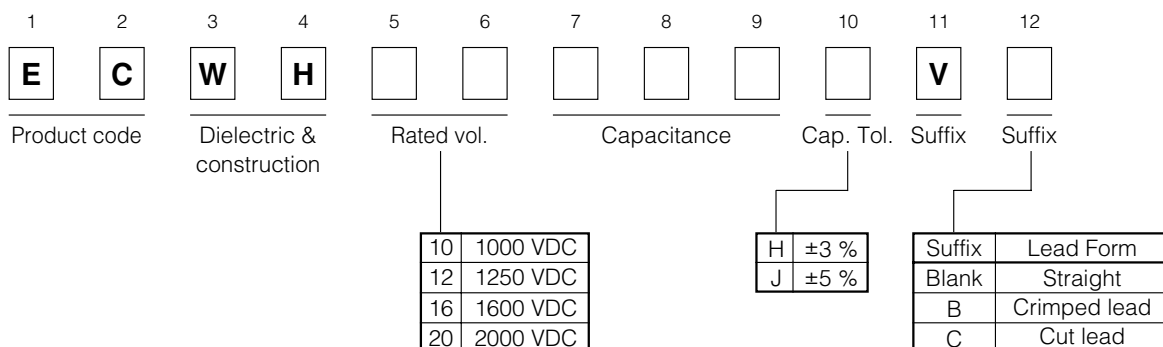 1 2 3 4 5 6 7 8 9 10 11 12
E C W H V
Product code Dielectric & Rated vol. Capacitance Cap. Tol. Suffix Suffix
construction
10 1000 VDC H ±3 % Suffix Lead Form
12 1250 VDC J ±5 % Blank Straight
16 1600 VDC B Crimped lead
20 2000 VDC C Cut lead